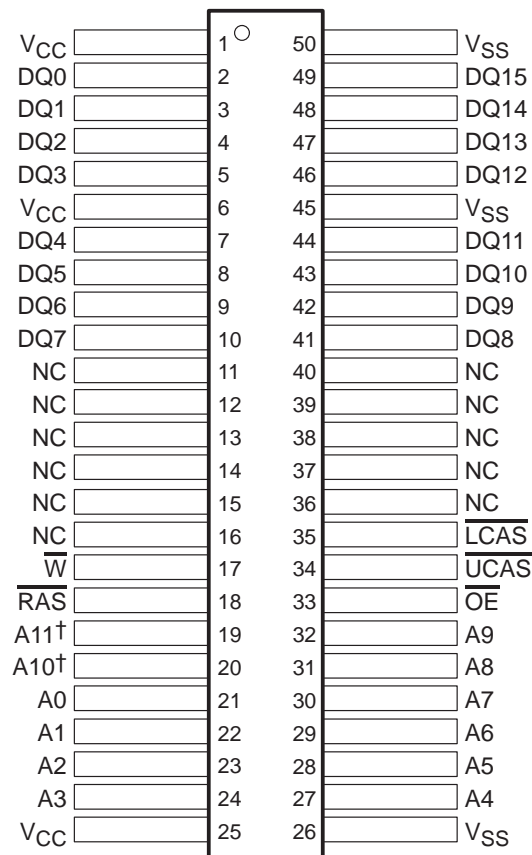 VCC 1 50 VSS
DQ0 2 49 DQ15
DQ1 3 48 DQ14
DQ2 4 47 DQ13
DQ3 5 46 DQ12
VCC 6 45 VSS
DQ4 7 44 DQ11
DQ5 8 43 DQ10
DQ6 9 42 DQ9
DQ7 10 41 DQ8
NC 11 40 NC
NC 12 39 NC
NC 13 38 NC
NC 14 37 NC
NC 15 36 NC
NC 16 35 L̅C̅A̅S̅
W̅ 17 34 U̅C̅A̅S̅
R̅A̅S̅ 18 33 O̅E̅
A11† 19 32 A9
A10† 20 31 A8
A0 21 30 A7
A1 22 29 A6
A2 23 28 A5
A3 24 27 A4
VCC 25 26 VSS